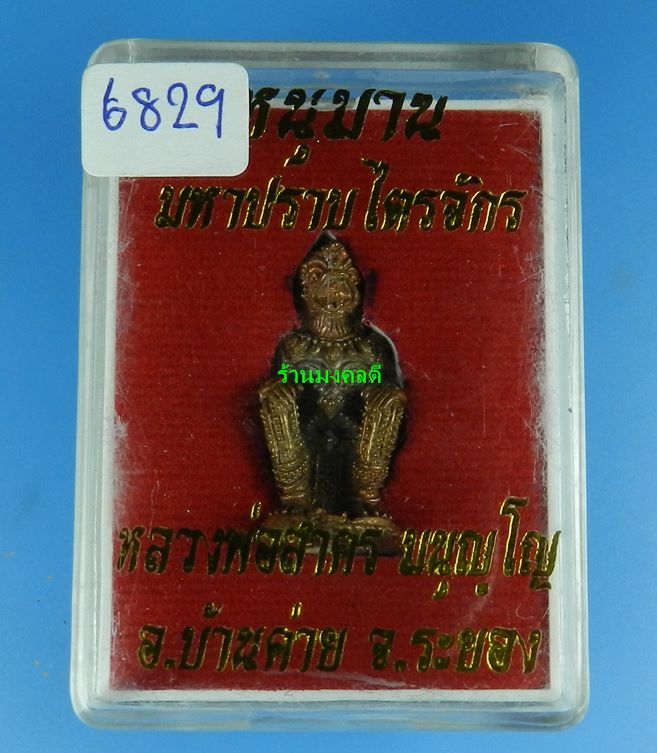 6829
หนุมาน
มหาปราบไตรจักร
ร้านมงคลดี
หลวงพ่อสาคร มนุญฺโญ
อ.บ้านค่าย จ.ระยอง